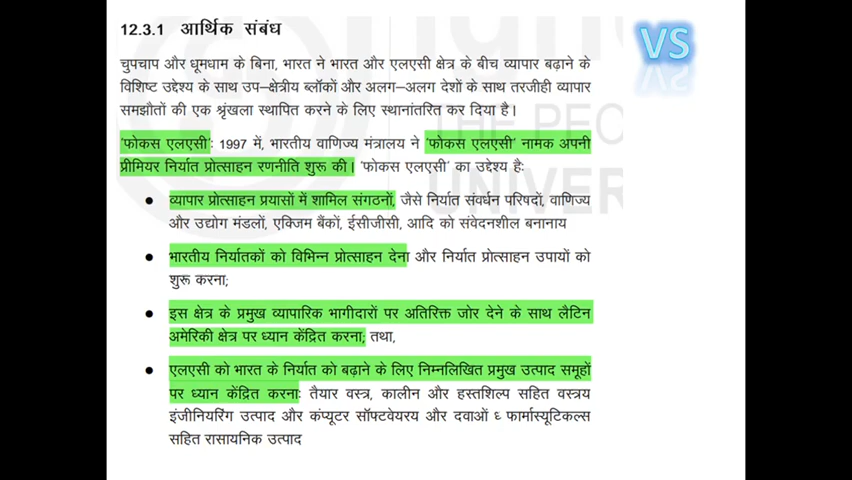 12.3.1 आर्थिक संबंध
VS
चुपचाप और धूमधाम के बिना, भारत ने भारत और एलएसी क्षेत्र के बीच व्यापार बढ़ाने के
विशिष्ट उद्देश्य के साथ उप–क्षेत्रीय ब्लॉकों और अलग–अलग देशों के साथ तरजीही व्यापार
समझौतों की एक श्रृंखला स्थापित करने के लिए स्थानांतरित कर दिया है।
'फोकस एलएसी': 1997 में, भारतीय वाणिज्य मंत्रालय ने 'फोकस एलएसी' नामक अपनी
प्रीमियर निर्यात प्रोत्साहन रणनीति शुरू की। 'फोकस एलएसी' का उद्देश्य है:
● व्यापार प्रोत्साहन प्रयासों में शामिल संगठनों, जैसे निर्यात संवर्धन परिषदों, वाणिज्य
और उद्योग मंडलों, एक्जिम बैंकों, ईसीजीसी, आदि को संवेदनशील बनानाय
● भारतीय निर्यातकों को विभिन्न प्रोत्साहन देना और निर्यात प्रोत्साहन उपायों को
शुरू करना;
● इस क्षेत्र के प्रमुख व्यापारिक भागीदारों पर अतिरिक्त जोर देने के साथ लैटिन
अमेरिकी क्षेत्र पर ध्यान केंद्रित करना; तथा,
● एलएसी को भारत के निर्यात को बढ़ाने के लिए निम्नलिखित प्रमुख उत्पाद समूहों
पर ध्यान केंद्रित करना: तैयार वस्त्र, कालीन और हस्तशिल्प सहित वस्त्रय
इंजीनियरिंग उत्पाद और कंप्यूटर सॉफ्टवेयरय और दवाओं ध् फार्मास्यूटिकल्स
सहित रासायनिक उत्पाद
THE PEO
UNIVER